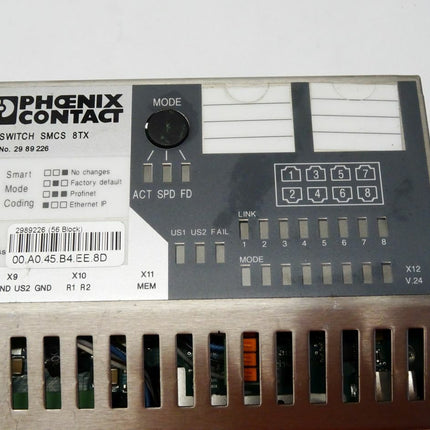 PHŒNIX
CONTACT
SWITCH SMCS 8TX
No. 29 89 226
Smart
Mode
Coding
No changes
Factory default
Profinet
Ethernet IP
2989226 (56 Block)
00.A0.45.B4.EE.8D
X9
X10
X11
US2 GND
R1 R2
MEM
MODE
ACT SPD FD
US1 US2 FAIL
1 3 5 7
2 4 6 8
LINK
1 2 3 4 5 6 7 8
MODE
X12
V.24